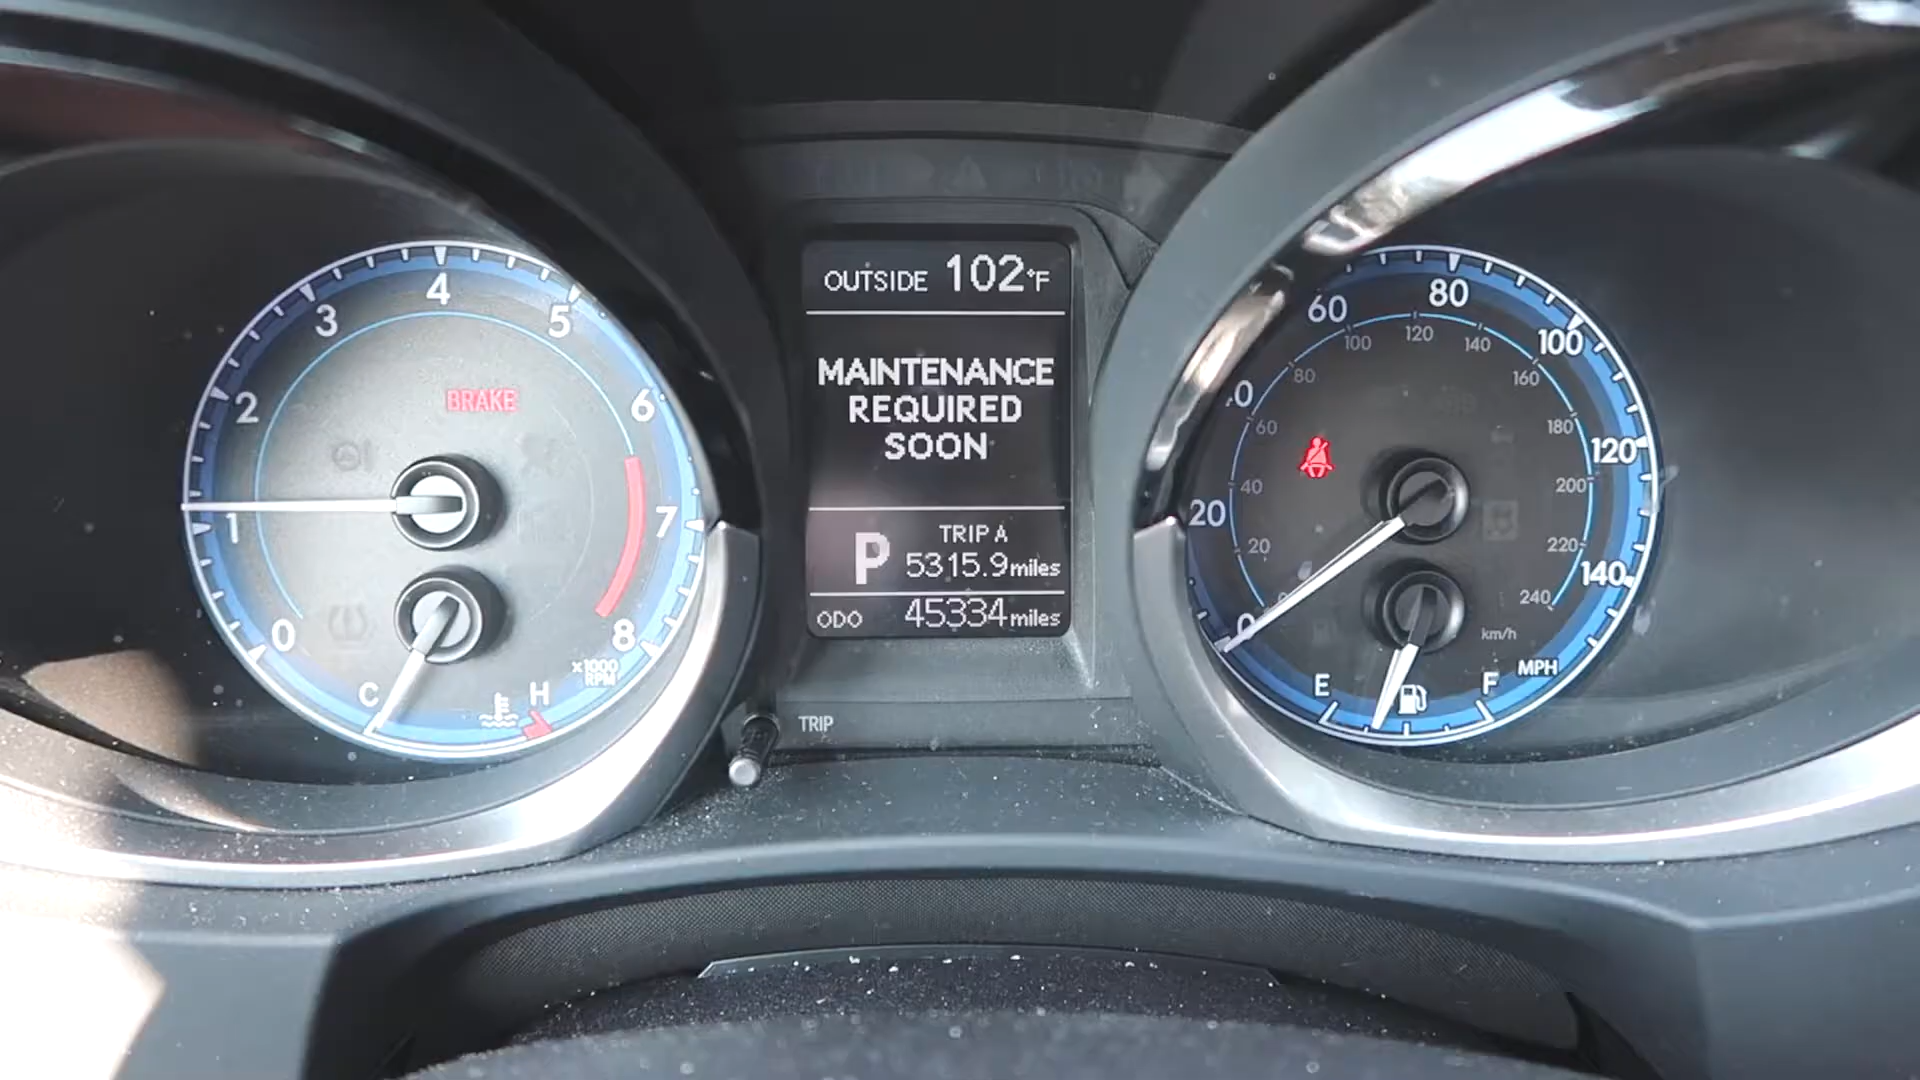 4
3
5
2
6
BRAKE
1
7
0
8
x1000
RPM
C
H
OUTSIDE 102°F
MAINTENANCE
REQUIRED
SOON
P
TRIP A
5315.9 miles
ODO 45334 miles
TRIP
80
60
100
120
140
20
0
100
120
140
80
160
60
180
40
200
20
220
240
km/h
MPH
E
F